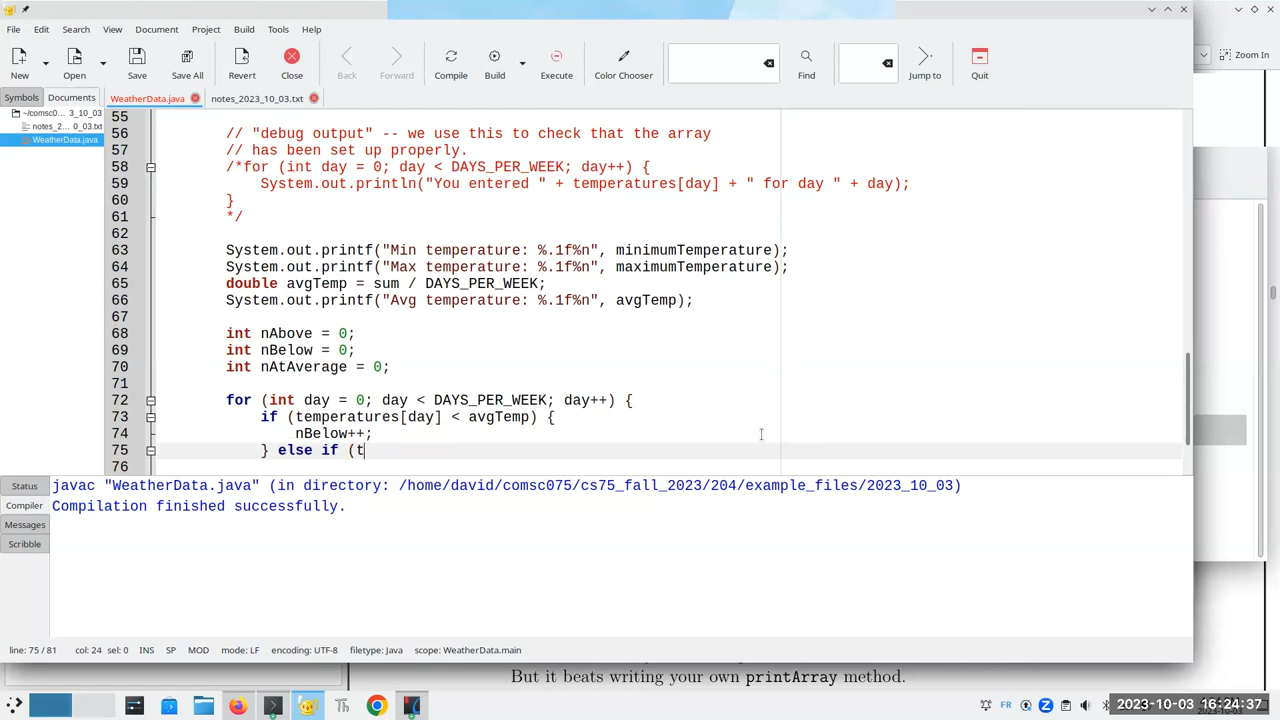 File Edit Search View Document Project Build Tools Help
New Open Save Save All Revert Close Back Forward Compile Build Execute Color Chooser Find Jump to Quit
Zoom In
Symbols Documents
WeatherData.java notes_2023_10_03.txt
~/comsc0... 3_10_03
notes_2... 0_03.txt
WeatherData.java
55
56 // "debug output" -- we use this to check that the array
57 // has been set up properly.
58 /*for (int day = 0; day < DAYS_PER_WEEK; day++) {
59 System.out.println("You entered " + temperatures[day] + " for day " + day);
60 }
61 */
62
63 System.out.printf("Min temperature: %.1f%n", minimumTemperature);
64 System.out.printf("Max temperature: %.1f%n", maximumTemperature);
65 double avgTemp = sum / DAYS_PER_WEEK;
66 System.out.printf("Avg temperature: %.1f%n", avgTemp);
67
68 int nAbove = 0;
69 int nBelow = 0;
70 int nAtAverage = 0;
71
72 for (int day = 0; day < DAYS_PER_WEEK; day++) {
73 if (temperatures[day] < avgTemp) {
74 nBelow++;
75 } else if (t
76
Status
Compiler
Messages
Scribble
javac "WeatherData.java" (in directory: /home/david/comsc075/cs75_fall_2023/204/example_files/2023_10_03)
Compilation finished successfully.
line: 75 / 81 col: 24 sel: 0 INS SP MOD mode: LF encoding: UTF-8 filetype: Java scope: WeatherData.main
But it beats writing your own printArray method.
FR
2023-10-03 16:24:37